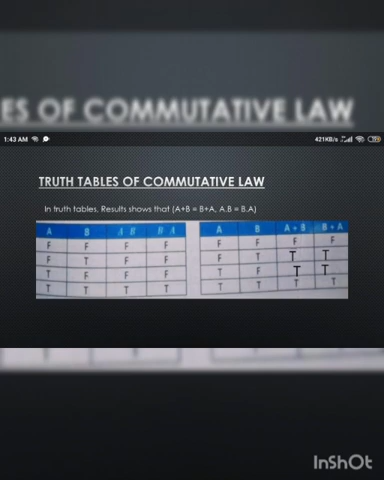 ES OF COMMUTATIVE LAW
1:43 AM 421KB/s
TRUTH TABLES OF COMMUTATIVE LAW
In truth tables, Results shows that (A+B = B+A, A.B = B.A)
A B A B B A
F F F F
F T F F
T F F F
T T T T
A B A + B B + A
F F F F
F T T T
T F T T
T T T T
InShOt